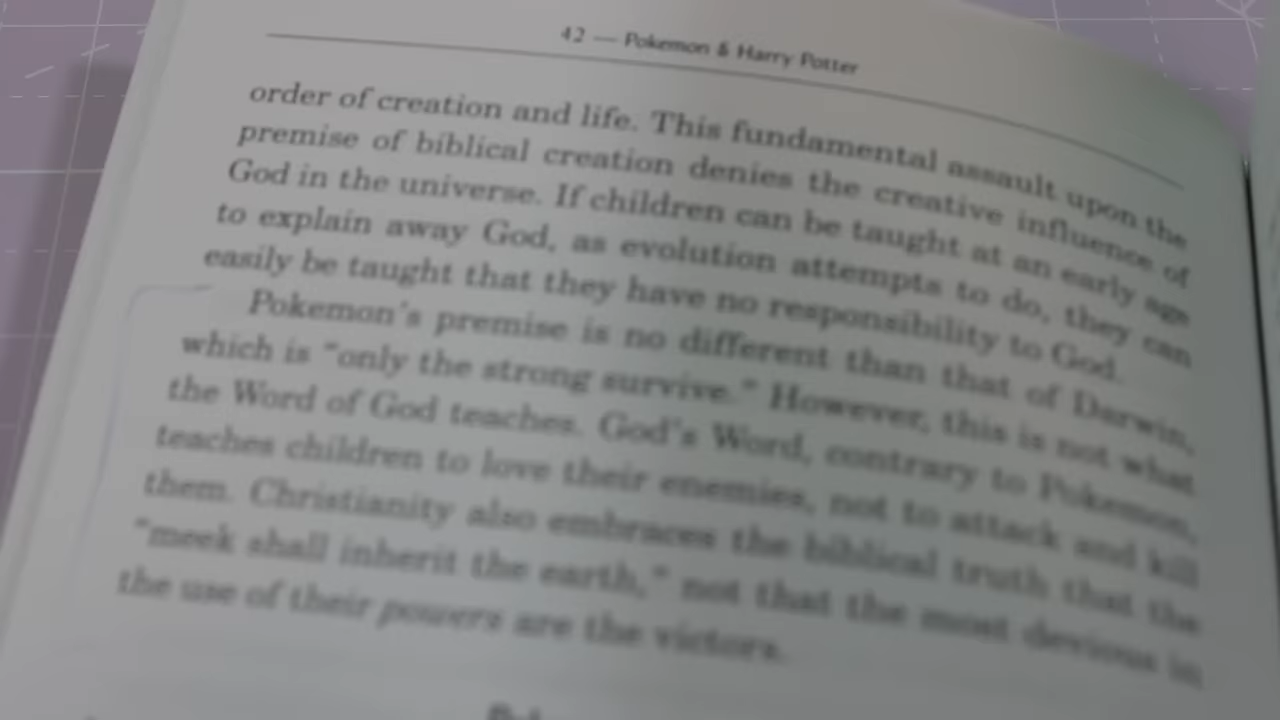 42 — Pokemon & Harry Potter
order of creation and life. This fundamental assault upon the
premise of biblical creation denies the creative influence of
God in the universe. If children can be taught at an early age
to explain away God, as evolution attempts to do, they can
easily be taught that they have no responsibility to God.
Pokemon's premise is no different than that of Darwin,
which is "only the strong survive." However, this is not what
the Word of God teaches. God's Word, contrary to Pokemon,
teaches children to love their enemies, not to attack and kill
them. Christianity also embraces the biblical truth that the
"meek shall inherit the earth," not that the most devious in
the use of their powers are the victors.